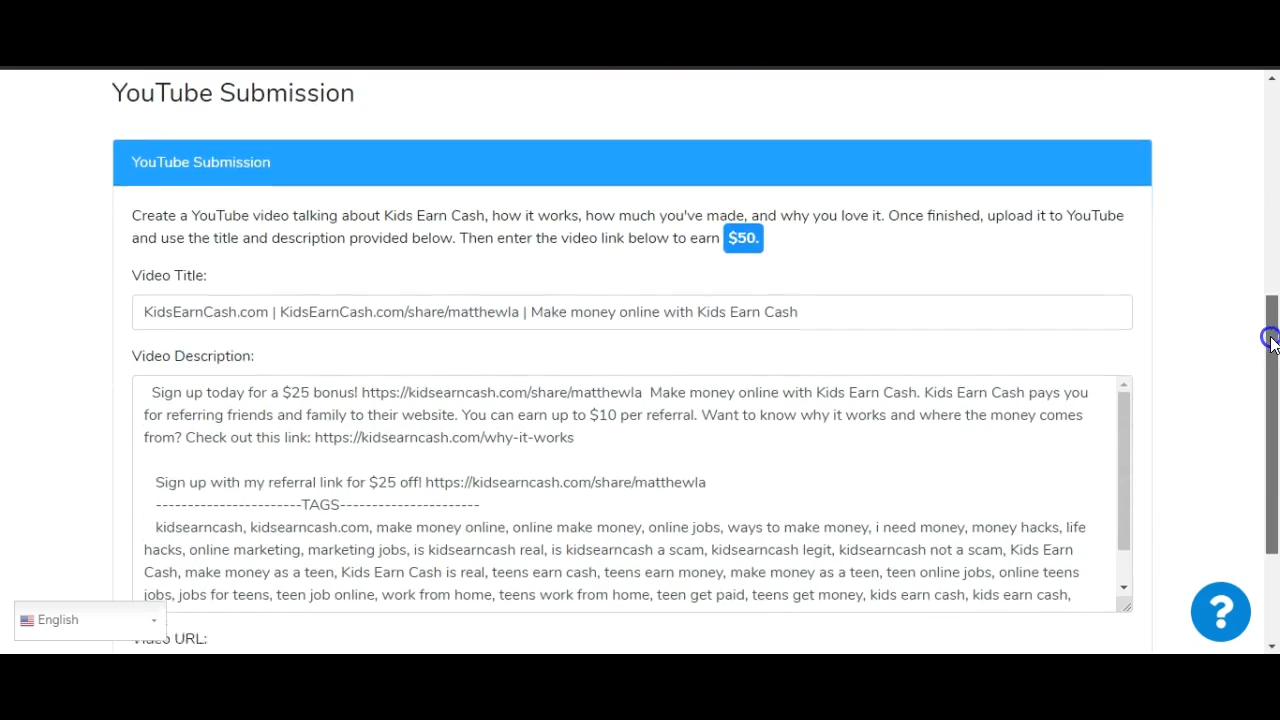 YouTube Submission
YouTube Submission
Create a YouTube video talking about Kids Earn Cash, how it works, how much you've made, and why you love it. Once finished, upload it to YouTube
and use the title and description provided below. Then enter the video link below to earn $50.
Video Title:
KidsEarnCash.com | KidsEarnCash.com/share/matthewla | Make money online with Kids Earn Cash
Video Description:
Sign up today for a $25 bonus! https://kidsearncash.com/share/matthewla Make money online with Kids Earn Cash. Kids Earn Cash pays you
for referring friends and family to their website. You can earn up to $10 per referral. Want to know why it works and where the money comes
from? Check out this link: https://kidsearncash.com/why-it-works
Sign up with my referral link for $25 off! https://kidsearncash.com/share/matthewla
-----------------------TAGS----------------------
kidsearncash, kidsearncash.com, make money online, online make money, online jobs, ways to make money, i need money, money hacks, life
hacks, online marketing, marketing jobs, is kidsearncash real, is kidsearncash a scam, kidsearncash legit, kidsearncash not a scam, Kids Earn
Cash, make money as a teen, Kids Earn Cash is real, teens earn cash, teens earn money, make money as a teen, teen online jobs, online teens
jobs, jobs for teens, teen job online, work from home, teens work from home, teen get paid, teens get money, kids earn cash, kids earn cash,
English
Video URL:
?